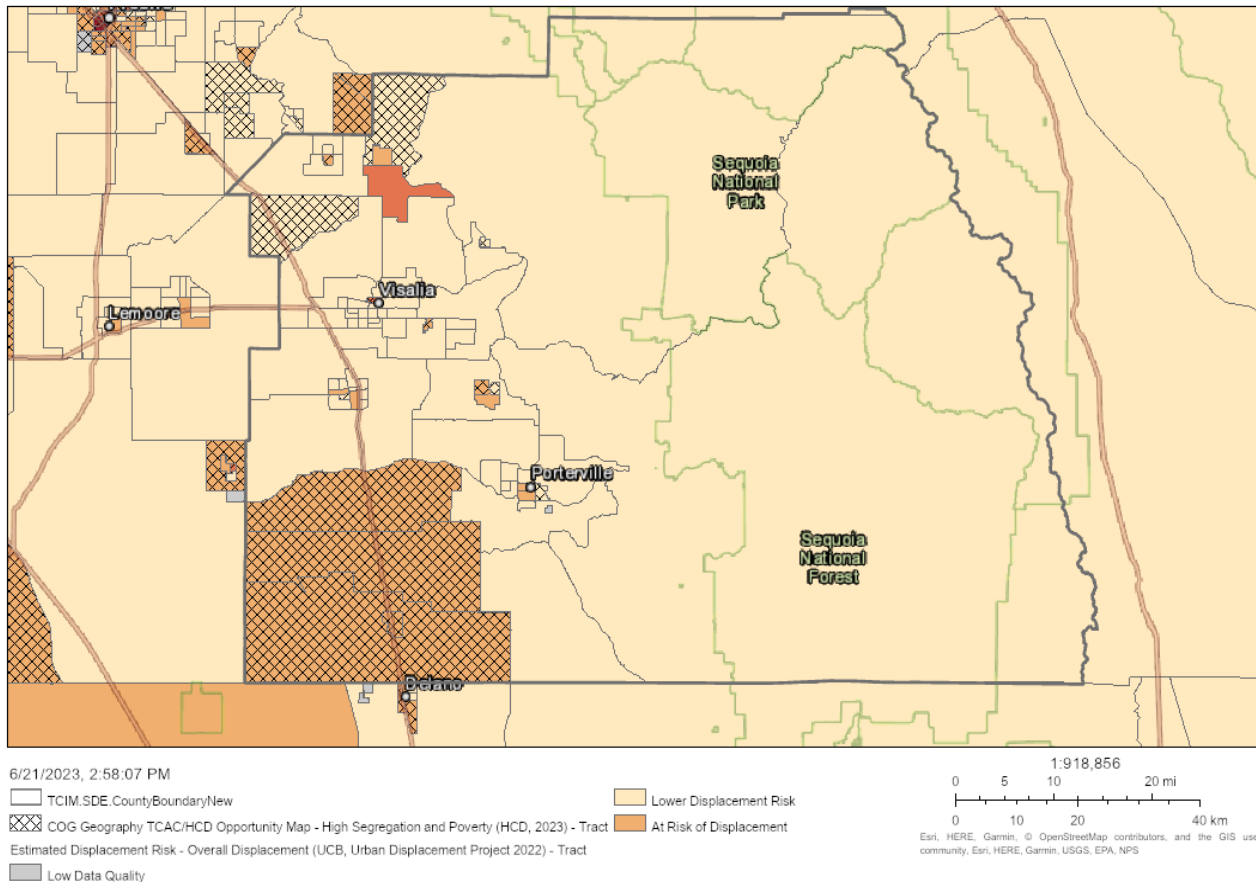 Sequoia
National
Park
Visalia
Lemoore
Porterville
Sequoia
National
Forest
Delano
6/21/2023, 2:58:07 PM
TCIM.SDE.CountyBoundaryNew
COG Geography TCAC/HCD Opportunity Map - High Segregation and Poverty (HCD, 2023) - Tract
Estimated Displacement Risk - Overall Displacement (UCB, Urban Displacement Project 2022) - Tract
Low Data Quality
Lower Displacement Risk
At Risk of Displacement
1:918,856
0 5 10 20 mi
0 10 20 40 km
Esri, HERE, Garmin, © OpenStreetMap contributors, and the GIS use
community, Esri, HERE, Garmin, USGS, EPA, NPS